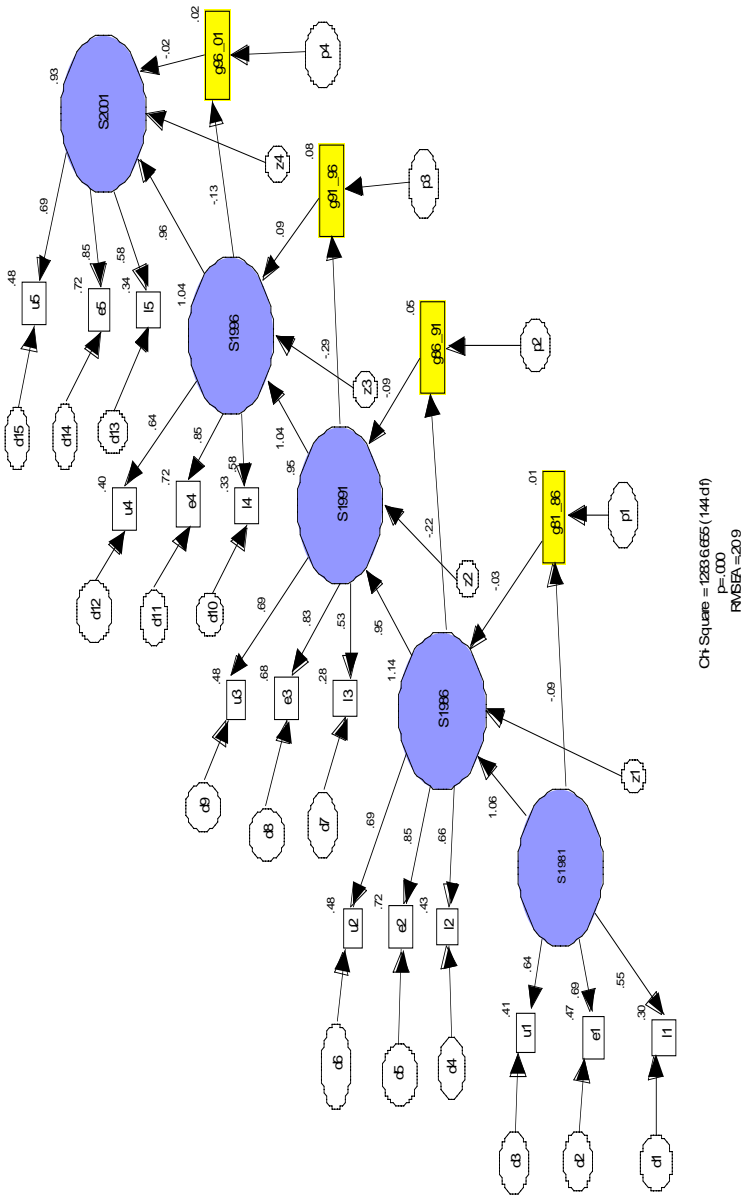 .93
S2001
-.02
.02
g96_01
p4
z4
.69
.48
u5
d15
.85
.72
e5
d14
.58
.34
l5
d13
.96
-.13
1.04
S1996
.09
.08
g91_96
p3
z3
.64
.40
u4
d12
.85
.72
e4
d11
.58
.33
l4
d10
1.04
-.29
.95
S1991
-.09
.05
g86_91
p2
z2
.69
.48
u3
d9
.83
.68
e3
d8
.53
.28
l3
d7
.95
-.22
1.14
S1986
-.03
.01
g81_86
p1
z1
.69
.48
u2
d6
.85
.72
e2
d5
.66
.43
l2
d4
1.06
-.09
S1981
.64
.41
u1
d3
.69
.47
e1
d2
.55
.30
l1
d1
Chi- Square = 12836.655 (144 df)
p=.000
RMSEA =.209